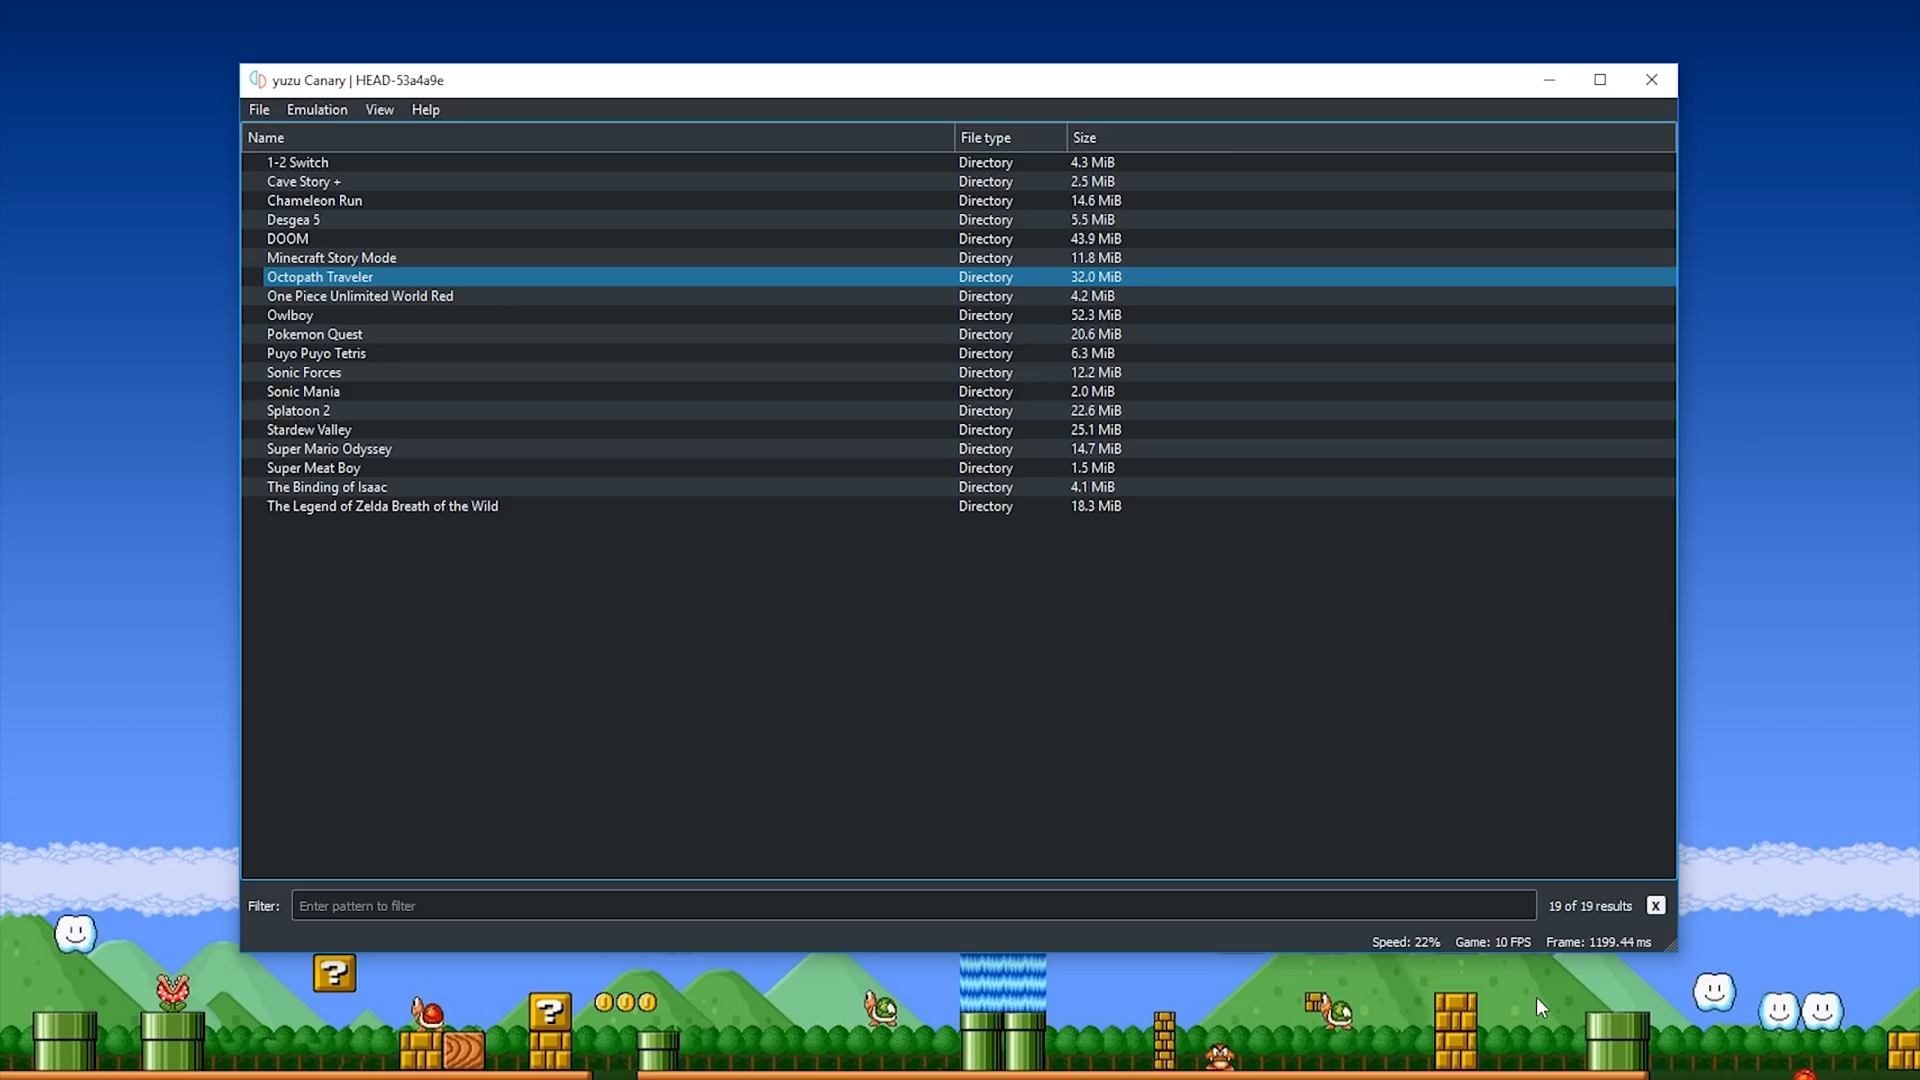 yuzu Canary | HEAD-53a4a9e
File Emulation View Help
Name File type Size
1-2 Switch Directory 4.3 MiB
Cave Story + Directory 2.5 MiB
Chameleon Run Directory 14.6 MiB
Desgea 5 Directory 5.5 MiB
DOOM Directory 43.9 MiB
Minecraft Story Mode Directory 11.8 MiB
Octopath Traveler Directory 32.0 MiB
One Piece Unlimited World Red Directory 4.2 MiB
Owlboy Directory 52.3 MiB
Pokemon Quest Directory 20.6 MiB
Puyo Puyo Tetris Directory 6.3 MiB
Sonic Forces Directory 12.2 MiB
Sonic Mania Directory 2.0 MiB
Splatoon 2 Directory 22.6 MiB
Stardew Valley Directory 25.1 MiB
Super Mario Odyssey Directory 14.7 MiB
Super Meat Boy Directory 1.5 MiB
The Binding of Isaac Directory 4.1 MiB
The Legend of Zelda Breath of the Wild Directory 18.3 MiB
Filter: Enter pattern to filter 19 of 19 results X
Speed: 22% Game: 10 FPS Frame: 1199.44 ms
?
?